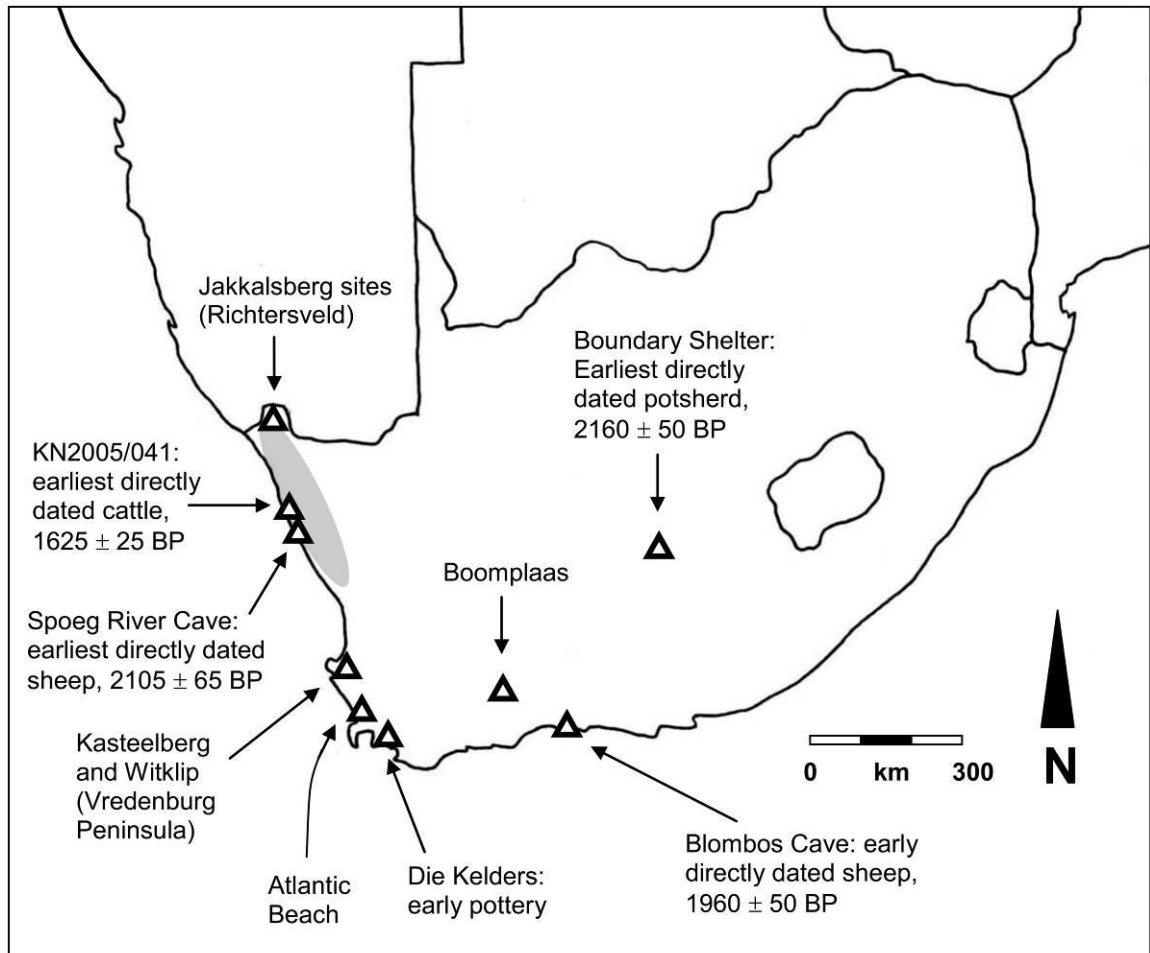 Jakkalsberg sites
(Richtersveld)
Boundary Shelter:
Earliest directly
dated potsherd,
2160 ± 50 BP
KN2005/041:
earliest directly
dated cattle,
1625 ± 25 BP
Boomplaas
Spoeg River Cave:
earliest directly dated
sheep, 2105 ± 65 BP
Kasteelberg
and Witklip
(Vredenburg
Peninsula)
Atlantic
Beach
Die Kelders:
early pottery
Blombos Cave: early
directly dated sheep,
1960 ± 50 BP
0 km 300
N